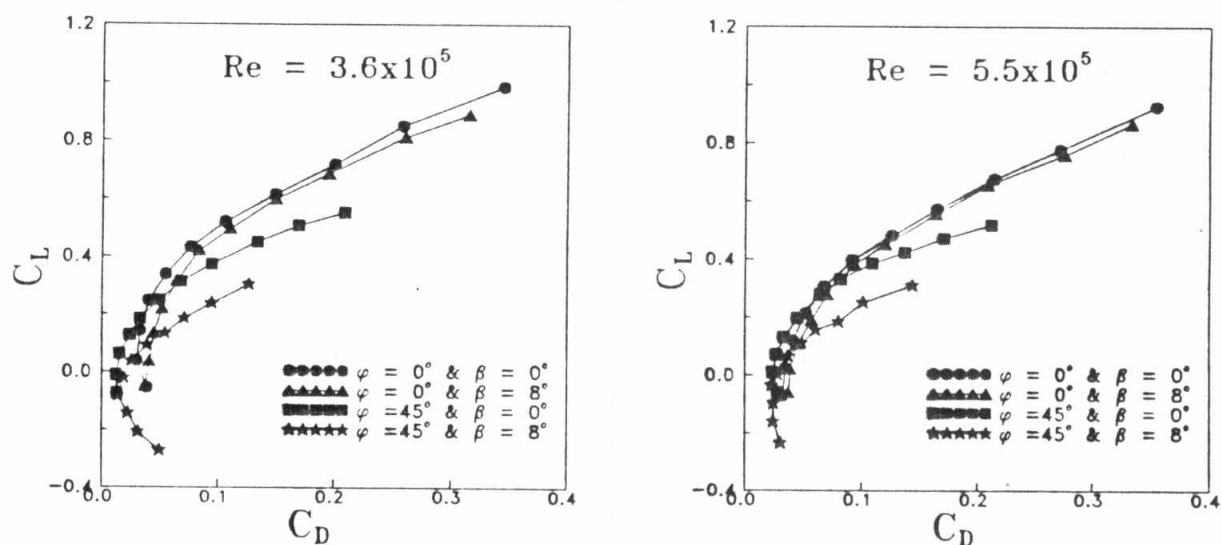 1.2
0.8
0.4
0.0
-0.4
C_L
Re = 3.6x10^5
φ = 0° & β = 0°
φ = 0° & β = 8°
φ =45° & β = 0°
φ =45° & β = 8°
0.0 0.1 0.2 0.3 0.4
C_D
1.2
0.8
0.4
0.0
-0.4
C_L
Re = 5.5x10^5
φ = 0° & β = 0°
φ = 0° & β = 8°
φ =45° & β = 0°
φ =45° & β = 8°
0.0 0.1 0.2 0.3 0.4
C_D